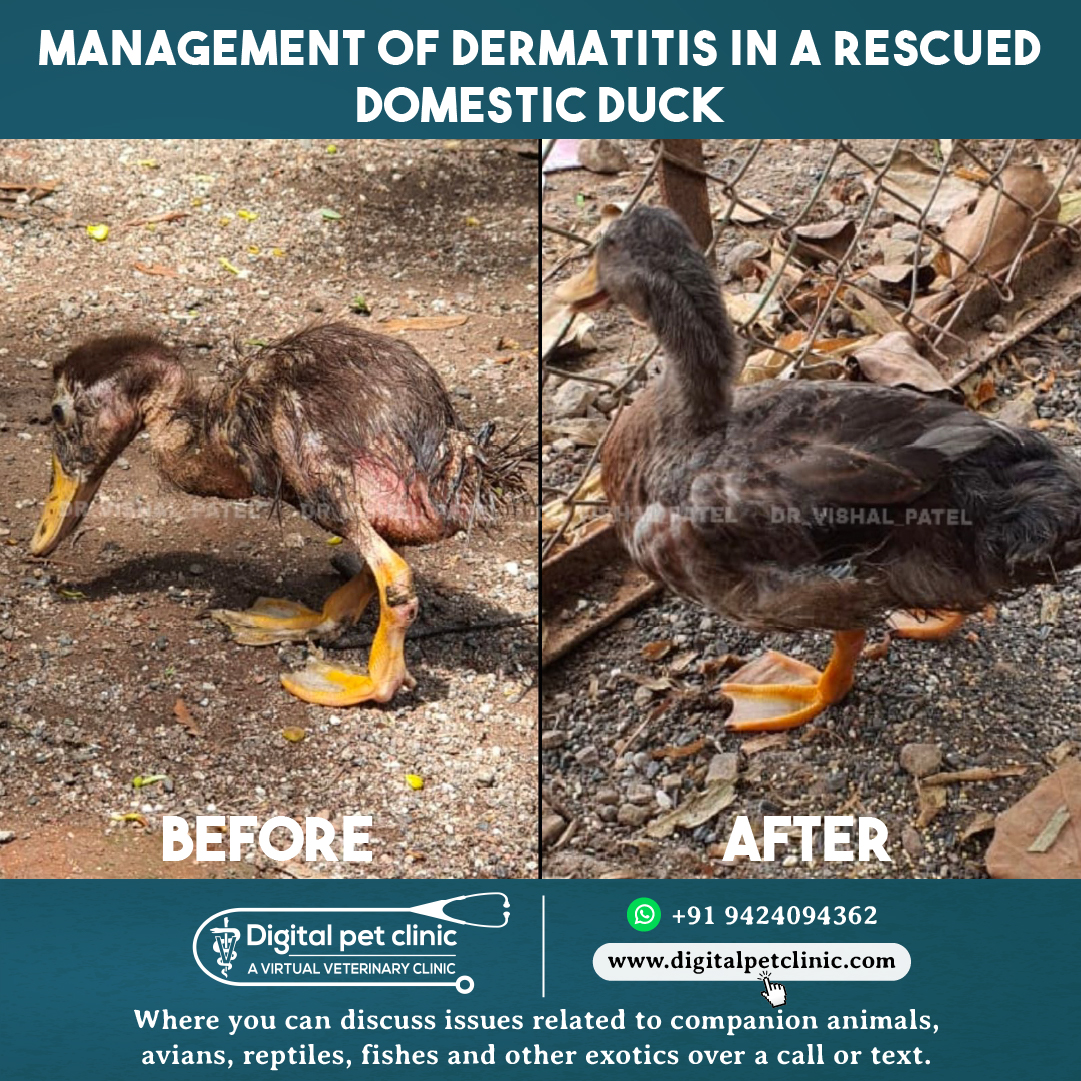 MANAGEMENT OF DERMATITIS IN A RESCUED
DOMESTIC DUCK
DR_VISHAL_PATEL
DR_VISHAL_PATEL
BEFORE
AFTER
Digital pet clinic
A VIRTUAL VETERINARY CLINIC
+91 9424094362
www.digitalpetclinic.com
Where you can discuss issues related to companion animals,
avians, reptiles, fishes and other exotics over a call or text.